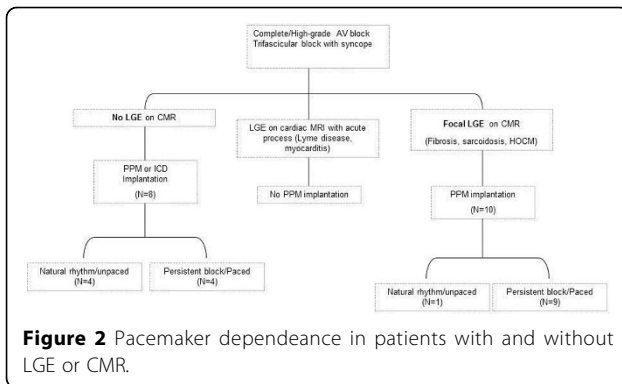 Complete/High-grade AV block
Trifascicular block with syncope
No LGE on CMR
LGE on cardiac MRI with acute
process (Lyme disease,
myocarditis)
Focal LGE on CMR
(Fibrosis, sarcoidosis, HOCM)
PPM or ICD
Implantation
(N=8)
No PPM implantation
PPM implantation
(N=10)
Natural rhythm/unpaced
(N=4)
Persistent block/Paced
(N=4)
Natural rhythm/unpaced
(N=1)
Persistent block/Paced
(N=9)
Figure 2 Pacemaker dependeance in patients with and without
LGE or CMR.